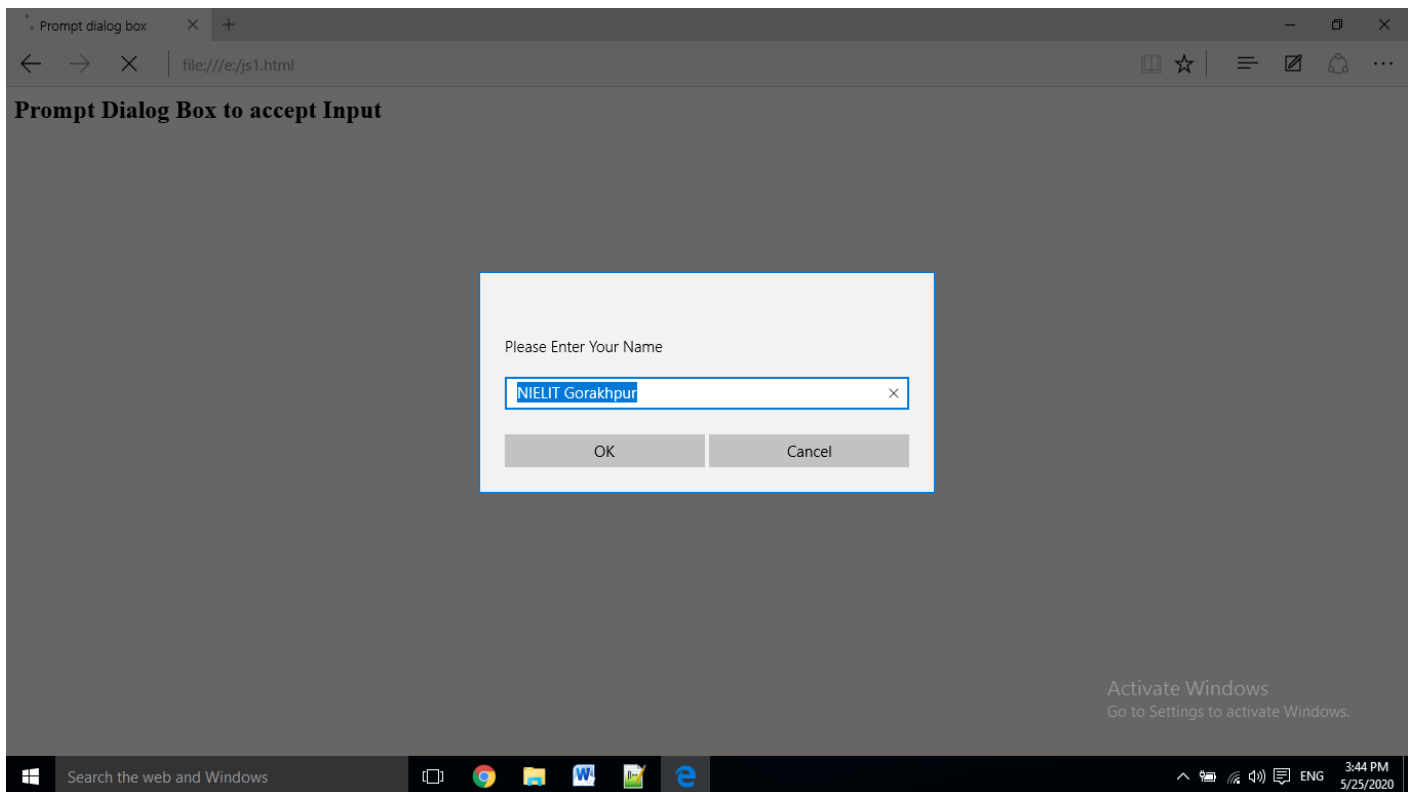 Prompt dialog box
file:///e:/js1.html
Prompt Dialog Box to accept Input
Please Enter Your Name
NIELIT Gorakhpur
OK Cancel
Activate Windows
Go to Settings to activate Windows.
Search the web and Windows
ENG
3:44 PM
5/25/2020